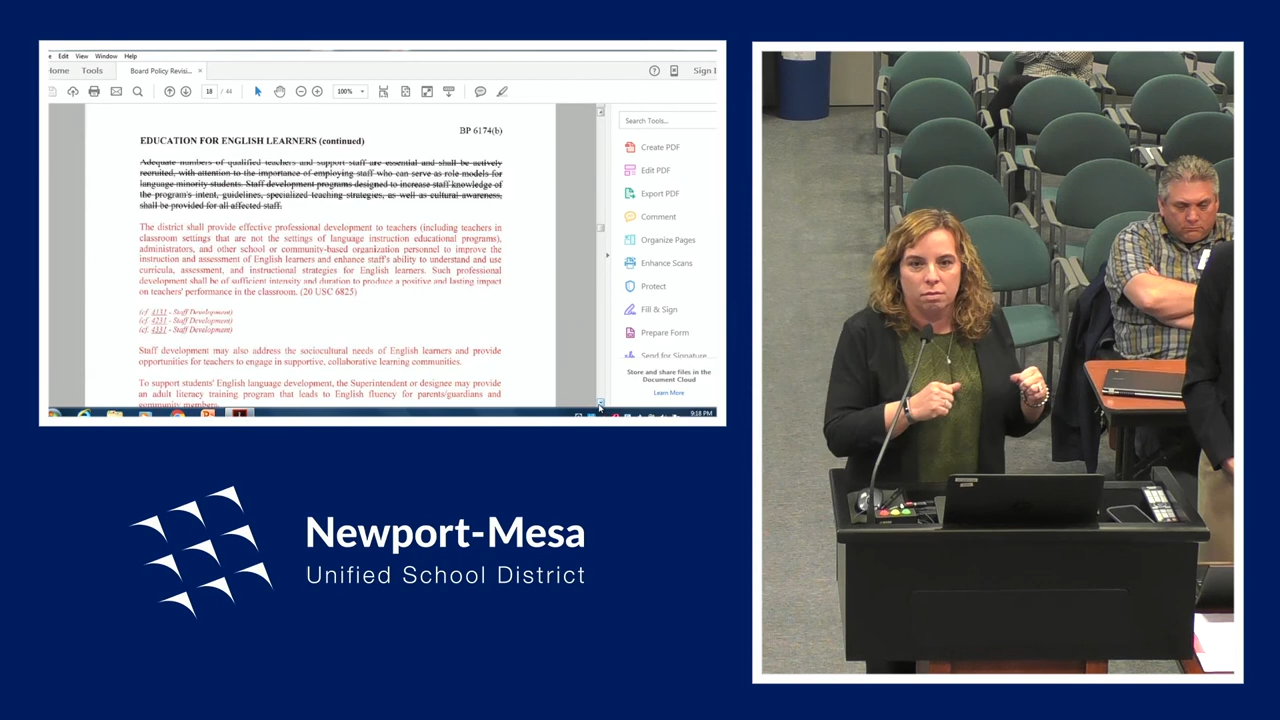 Edit View Window Help
Home Tools Board Policy Revisi... × Sign I
18 / 44 100%
BP 6174(b)
EDUCATION FOR ENGLISH LEARNERS (continued)
Adequate numbers of qualified teachers and support staff are essential and shall be actively
recruited, with attention to the importance of employing staff who can serve as role models for
language minority students. Staff development programs designed to increase staff knowledge of
the program's intent, guidelines, specialized teaching strategies, as well as cultural awareness,
shall be provided for all affected staff.
The district shall provide effective professional development to teachers (including teachers in
classroom settings that are not the settings of language instruction educational programs),
administrators, and other school or community-based organization personnel to improve the
instruction and assessment of English learners and enhance staff's ability to understand and use
curricula, assessment, and instructional strategies for English learners. Such professional
development shall be of sufficient intensity and duration to produce a positive and lasting impact
on teachers' performance in the classroom. (20 USC 6825)
(cf. 4131 - Staff Development)
(cf. 4231 - Staff Development)
(cf. 4331 - Staff Development)
Staff development may also address the sociocultural needs of English learners and provide
opportunities for teachers to engage in supportive, collaborative learning communities.
To support students' English language development, the Superintendent or designee may provide
an adult literacy training program that leads to English fluency for parents/guardians and
community members.
Search Tools...
Create PDF
Edit PDF
Export PDF
Comment
Organize Pages
Enhance Scans
Protect
Fill & Sign
Prepare Form
Send for Signature...
Store and share files in the
Document Cloud
Learn More
9:18 PM
Newport-Mesa
Unified School District